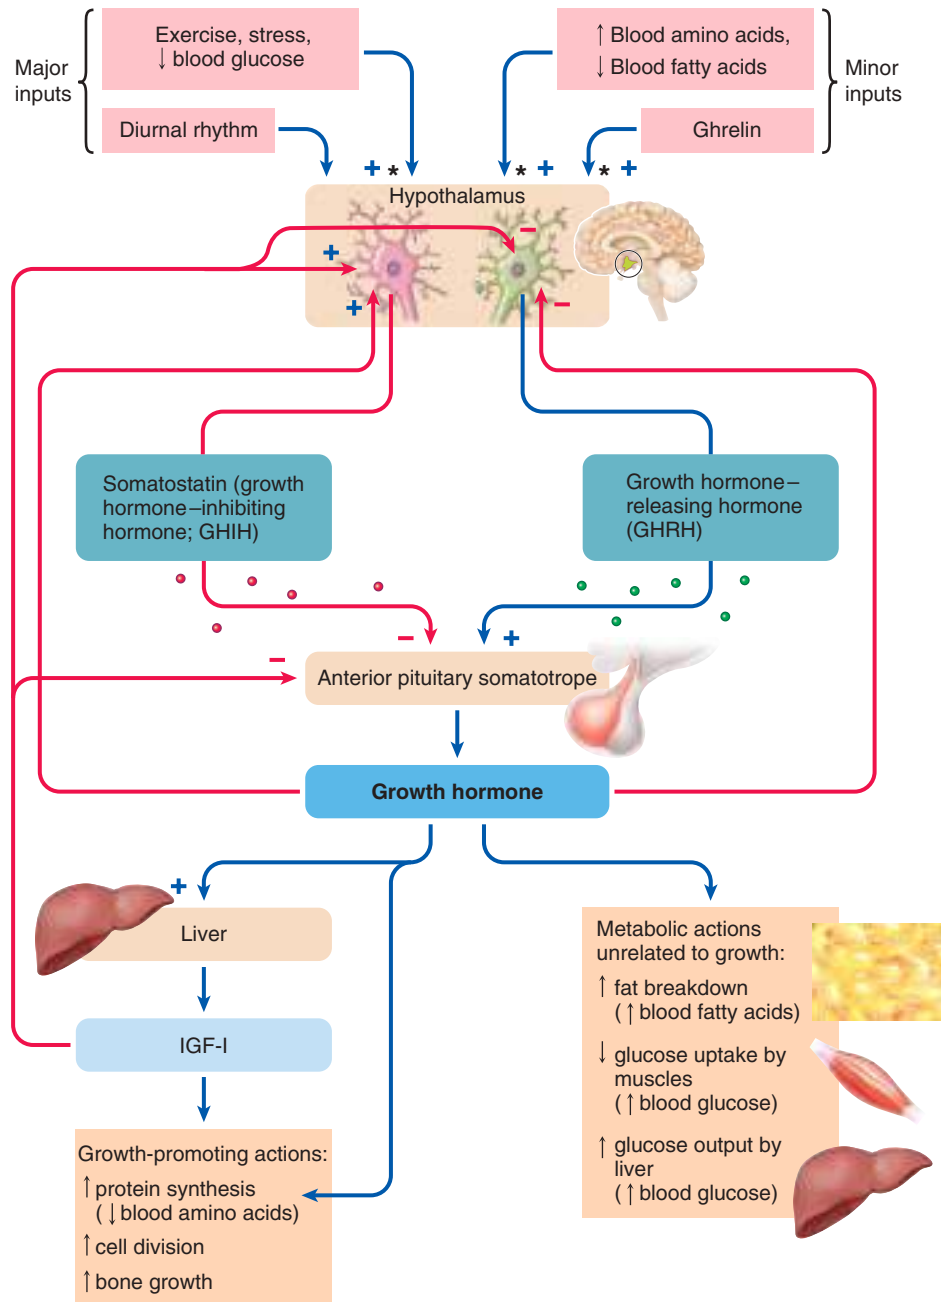 Major
inputs
Exercise, stress,
↓ blood glucose
Diurnal rhythm
↑ Blood amino acids,
↓ Blood fatty acids
Ghrelin
Minor
inputs
+ *
* +
* +
Hypothalamus
−
+
+
−
Somatostatin (growth
hormone–inhibiting
hormone; GHIH)
Growth hormone–
releasing hormone
(GHRH)
−
+
−
Anterior pituitary somatotrope
Growth hormone
+
Liver
IGF-I
Growth-promoting actions:
↑ protein synthesis
(↓ blood amino acids)
↑ cell division
↑ bone growth
Metabolic actions
unrelated to growth:
↑ fat breakdown
(↑ blood fatty acids)
↓ glucose uptake by
muscles
(↑ blood glucose)
↑ glucose output by
liver
(↑ blood glucose)